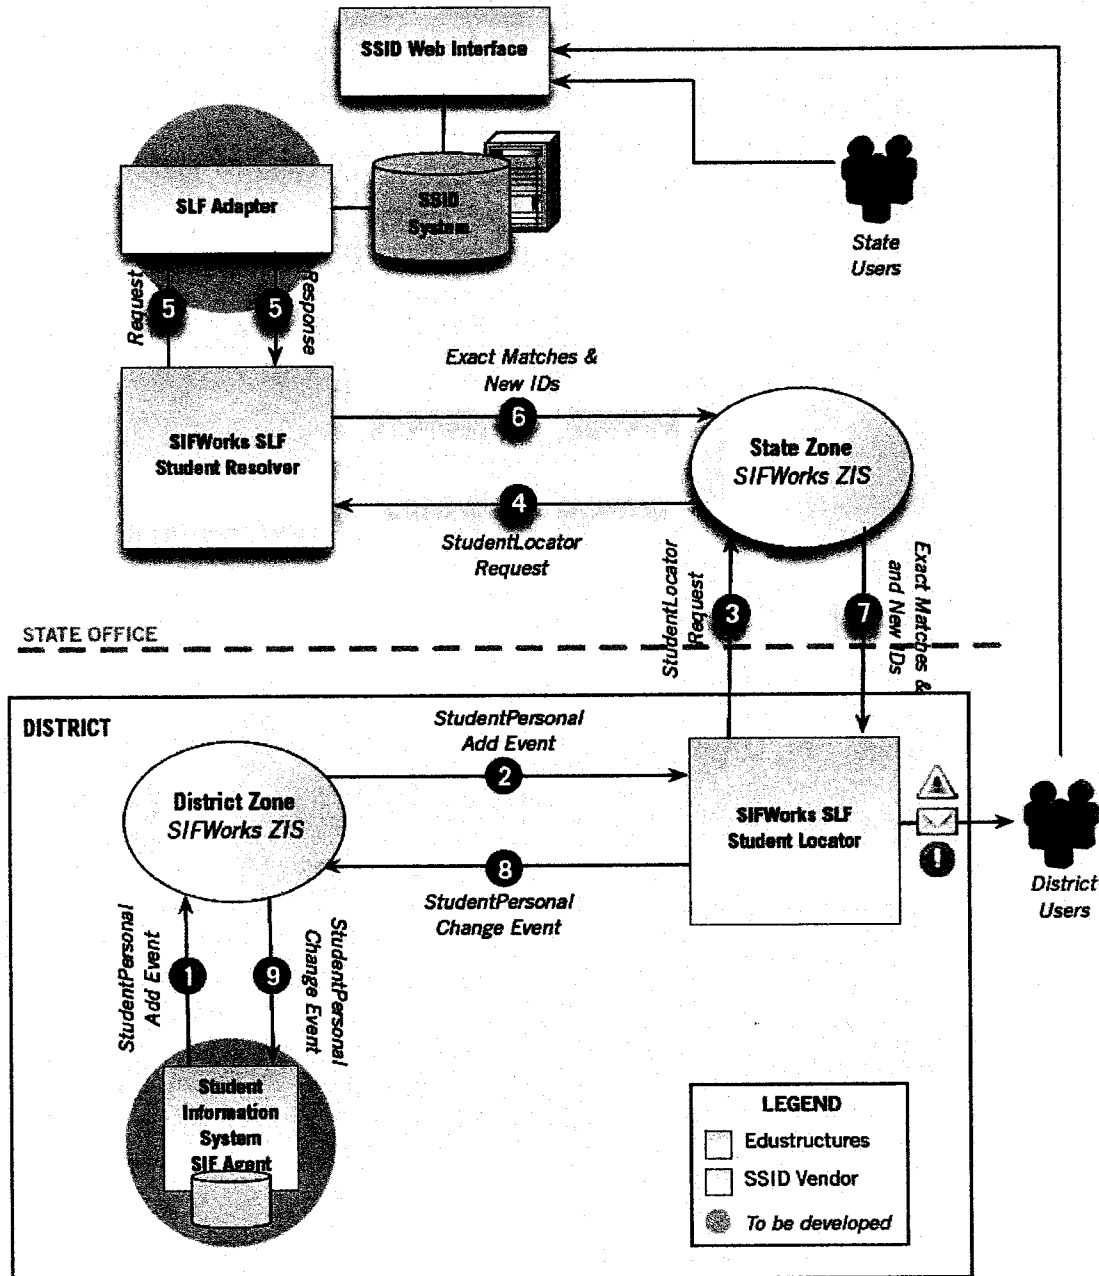 SSID Web Interface
SLF Adapter
SSID
System
State
Users
Request
5
5
Response
Exact Matches &
New IDs
6
SIFWorks SLF
Student Resolver
State Zone
SIFWorks ZIS
4
StudentLocator
Request
StudentLocator
Request
3
7
Exact Matches &
and New IDs
STATE OFFICE
DISTRICT
StudentPersonal
Add Event
2
District Zone
SIFWorks ZIS
SIFWorks SLF
Student Locator
8
StudentPersonal
Change Event
District
Users
StudentPersonal
Add Event
1
9
StudentPersonal
Change Event
Student
Information
System
SIF Agent
LEGEND
Edustructures
SSID Vendor
To be developed